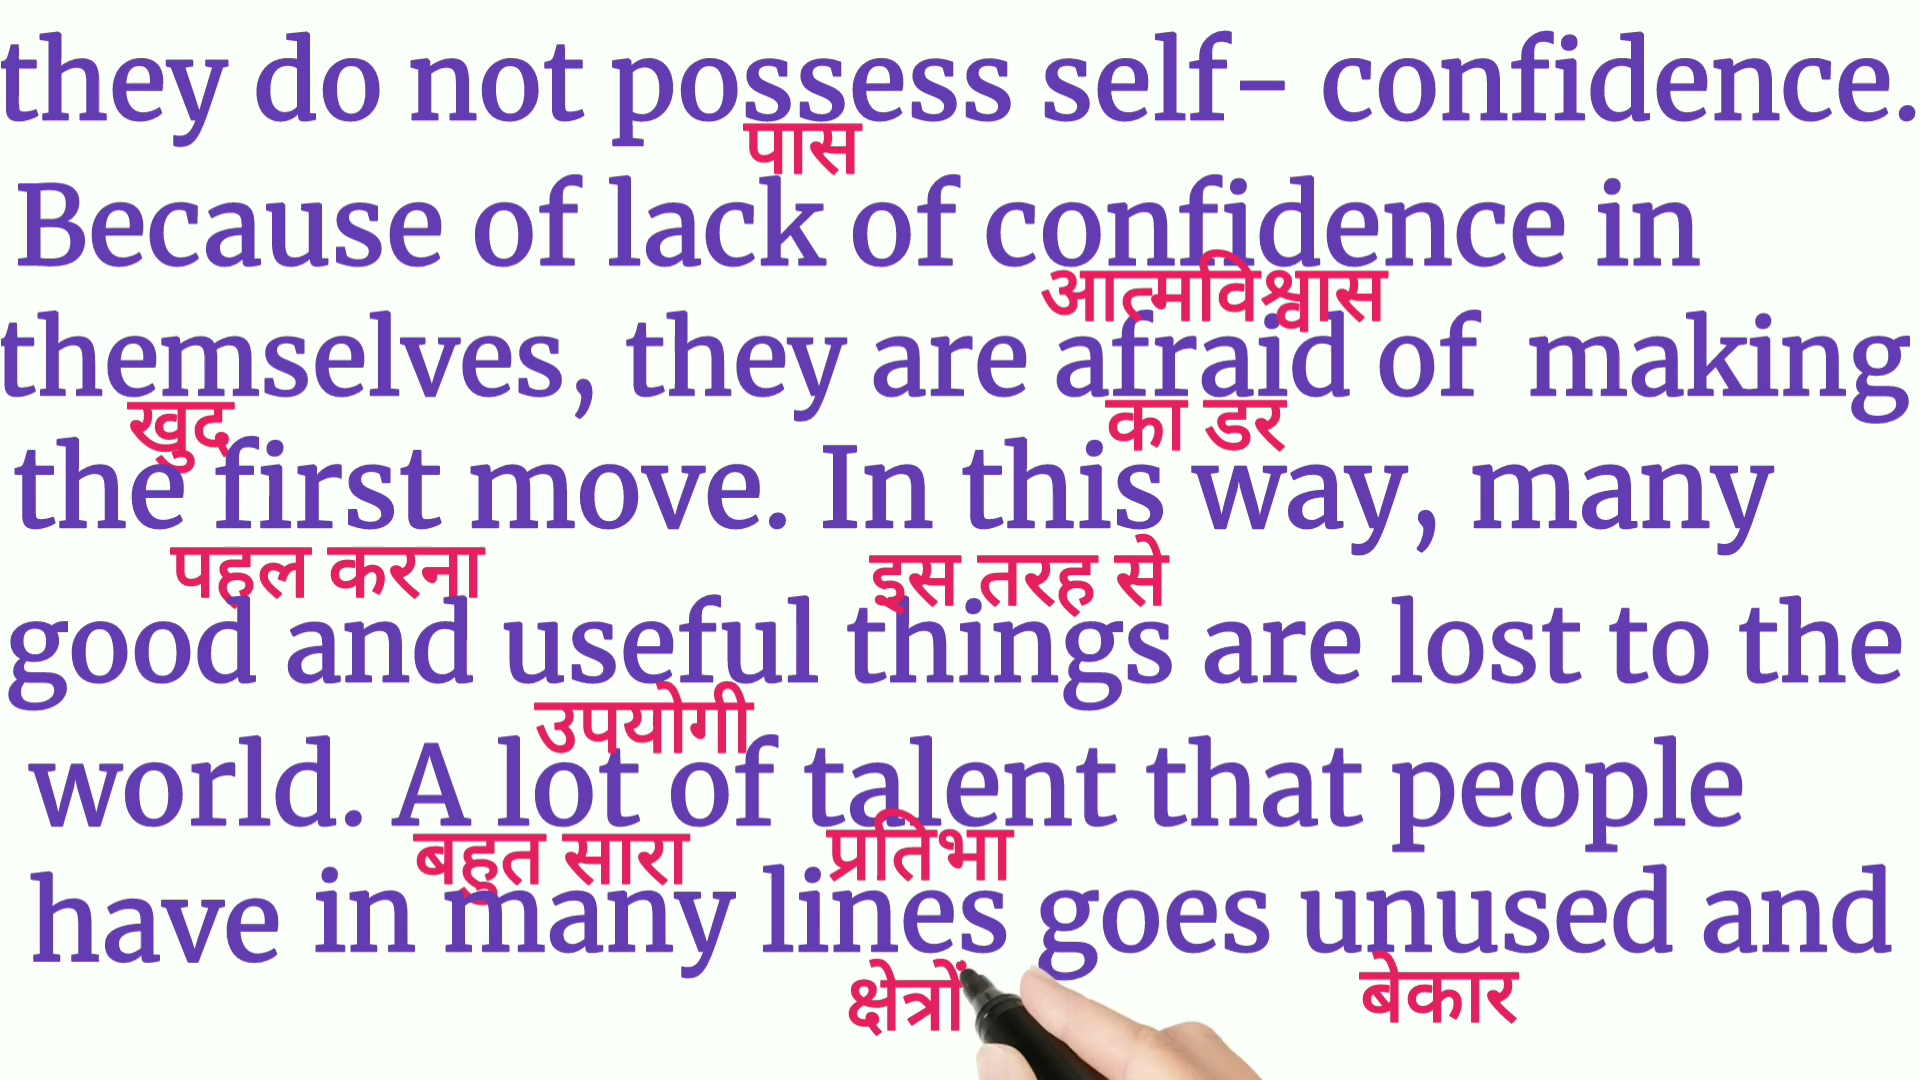 they do not possess self- confidence.
पास
Because of lack of confidence in
आत्मविश्वास
themselves, they are afraid of making
खुद का डर
the first move. In this way, many
पहल करना इस तरह से
good and useful things are lost to the
उपयोगी
world. A lot of talent that people
बहुत सारा प्रतिभा
have in many lines goes unused and
क्षेत्रों बेकार